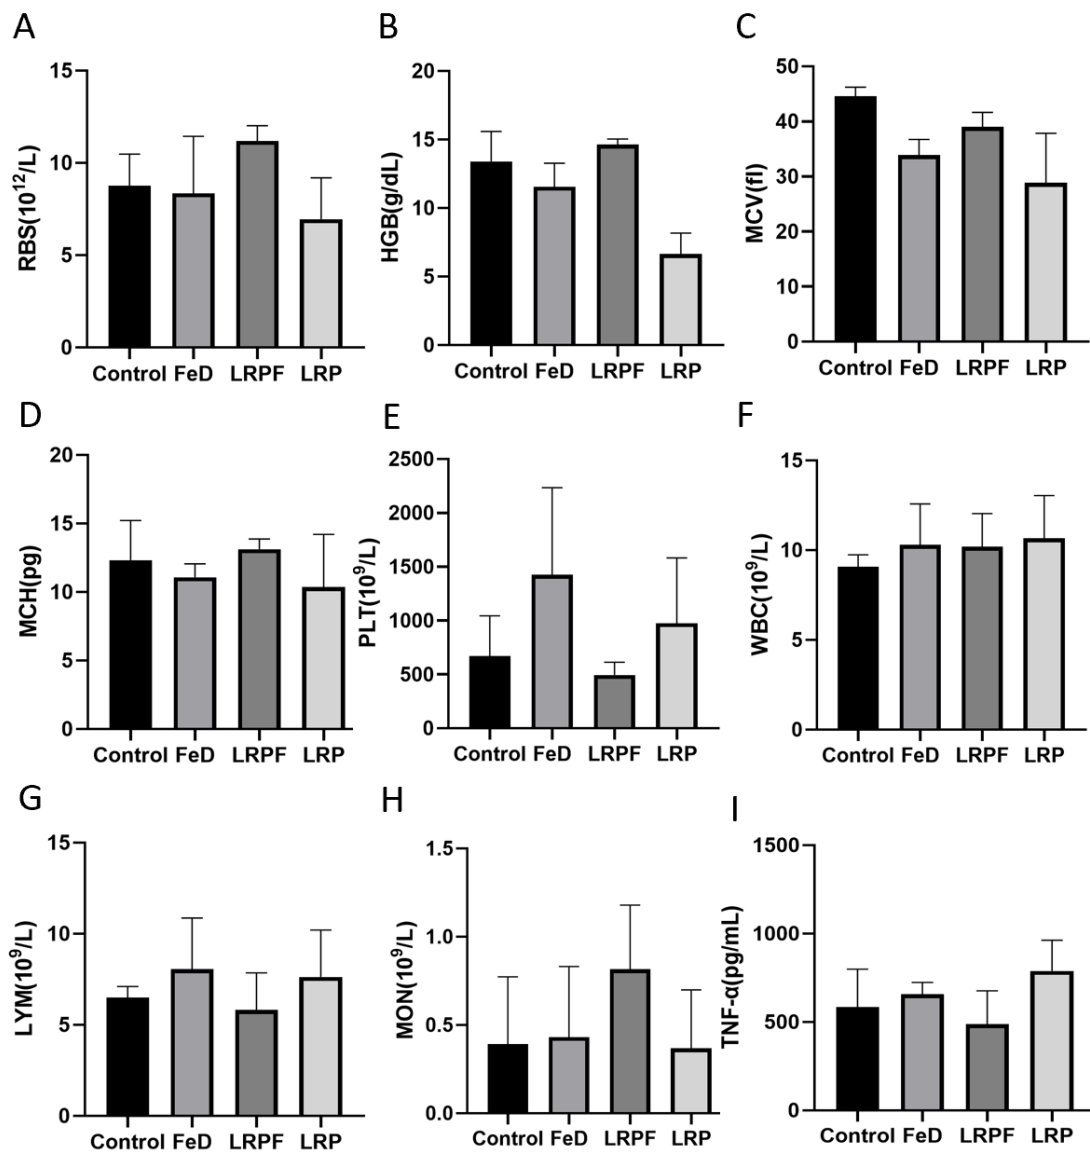 A
RBS(10¹²/L)
15
10
5
0
Control FeD LRPF LRP
B
HGB(g/dL)
20
15
10
5
0
Control FeD LRPF LRP
C
MCV(fl)
50
40
30
20
10
0
Control FeD LRPF LRP
D
MCH(pg)
20
15
10
5
0
Control FeD LRPF LRP
E
PLT(10⁹/L)
2500
2000
1500
1000
500
0
Control FeD LRPF LRP
F
WBC(10⁹/L)
15
10
5
0
Control FeD LRPF LRP
G
LYM(10⁹/L)
15
10
5
0
Control FeD LRPF LRP
H
MON(10⁹/L)
1.5
1.0
0.5
0.0
Control FeD LRPF LRP
I
TNF-α(pg/mL)
1500
1000
500
0
Control FeD LRPF LRP